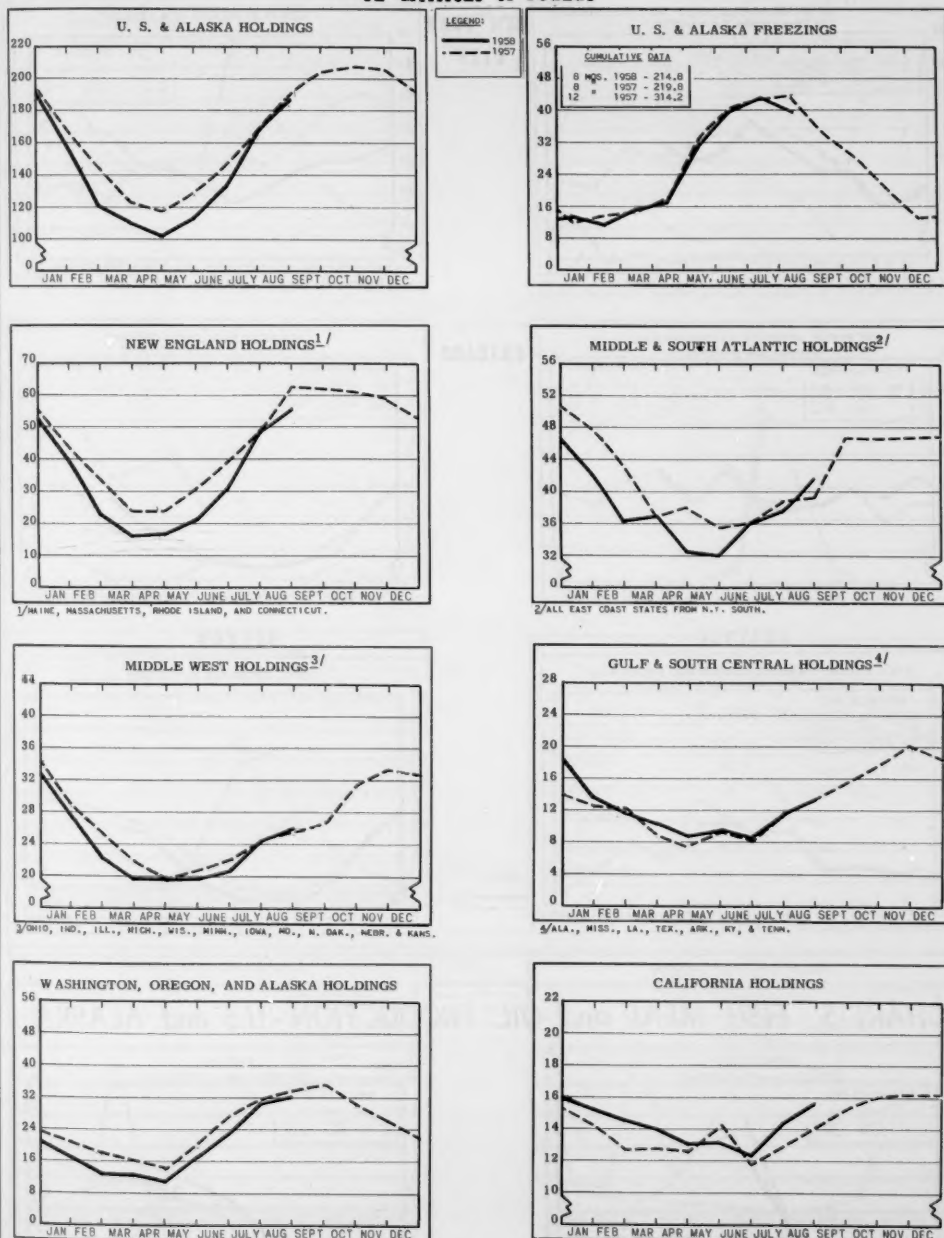 LEGEND:
1958
1957
U. S. & ALASKA HOLDINGS
220
200
180
160
140
120
100
0
JAN FEB MAR APR MAY JUNE JULY AUG SEPT OCT NOV DEC
U. S. & ALASKA FREEZINGS
CUMULATIVE DATA
8 MOS. 1958 - 214.8
8 " 1957 - 219.8
12 " 1957 - 314.2
56
48
40
32
24
16
8
0
JAN FEB MAR APR MAY JUNE JULY AUG SEPT OCT NOV DEC
NEW ENGLAND HOLDINGS1/
70
60
50
40
30
20
10
0
JAN FEB MAR APR MAY JUNE JULY AUG SEPT OCT NOV DEC
1/MAINE, MASSACHUSETTS, RHODE ISLAND, AND CONNECTICUT.
MIDDLE & SOUTH ATLANTIC HOLDINGS2/
56
52
48
44
40
36
32
0
JAN FEB MAR APR MAY JUNE JULY AUG SEPT OCT NOV DEC
2/ALL EAST COAST STATES FROM N.Y. SOUTH.
MIDDLE WEST HOLDINGS3/
44
40
36
32
28
24
20
0
JAN FEB MAR APR MAY JUNE JULY AUG SEPT OCT NOV DEC
3/OHIO, IND., ILL., MICH., WIS., MINN., IOWA, MO., N. DAK., NEBR. & KANS.
GULF & SOUTH CENTRAL HOLDINGS4/
28
24
20
16
12
8
4
0
JAN FEB MAR APR MAY JUNE JULY AUG SEPT OCT NOV DEC
4/ALA., MISS., LA., TEX., ARK., KY, & TENN.
WASHINGTON, OREGON, AND ALASKA HOLDINGS
56
48
40
32
24
16
8
0
JAN FEB MAR APR MAY JUNE JULY AUG SEPT OCT NOV DEC
CALIFORNIA HOLDINGS
22
20
18
16
14
12
10
0
JAN FEB MAR APR MAY JUNE JULY AUG SEPT OCT NOV DEC